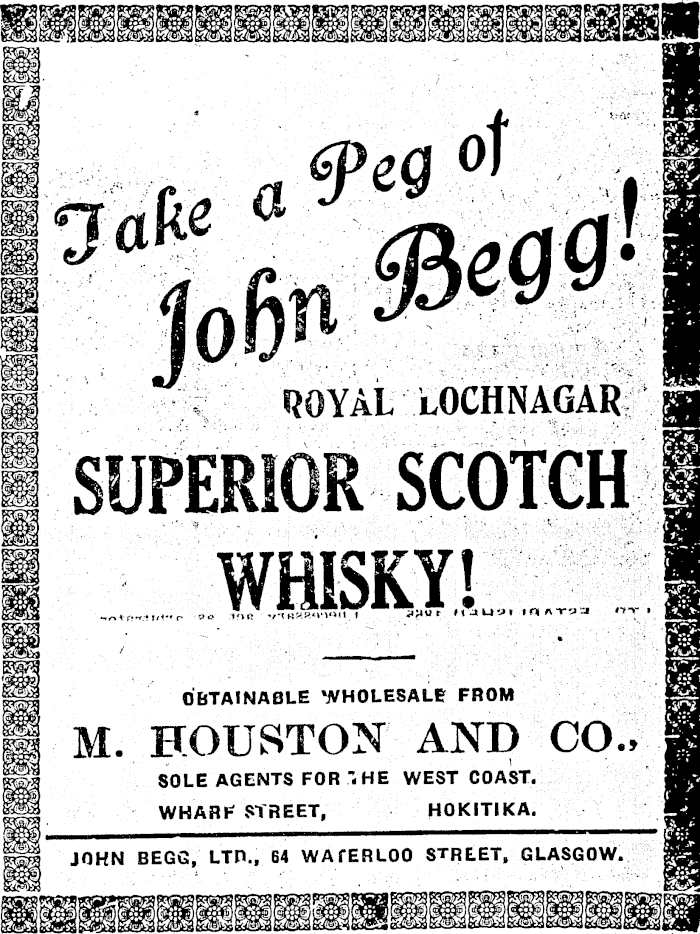 Take a Peg of
John Begg!
ROYAL LOCHNAGAR
SUPERIOR SCOTCH
WHISKY!
OBTAINABLE WHOLESALE FROM
M. HOUSTON AND CO.,
SOLE AGENTS FOR THE WEST COAST.
WHARF STREET, HOKITIKA.
JOHN BEGG, LTD., 64 WATERLOO STREET, GLASGOW.